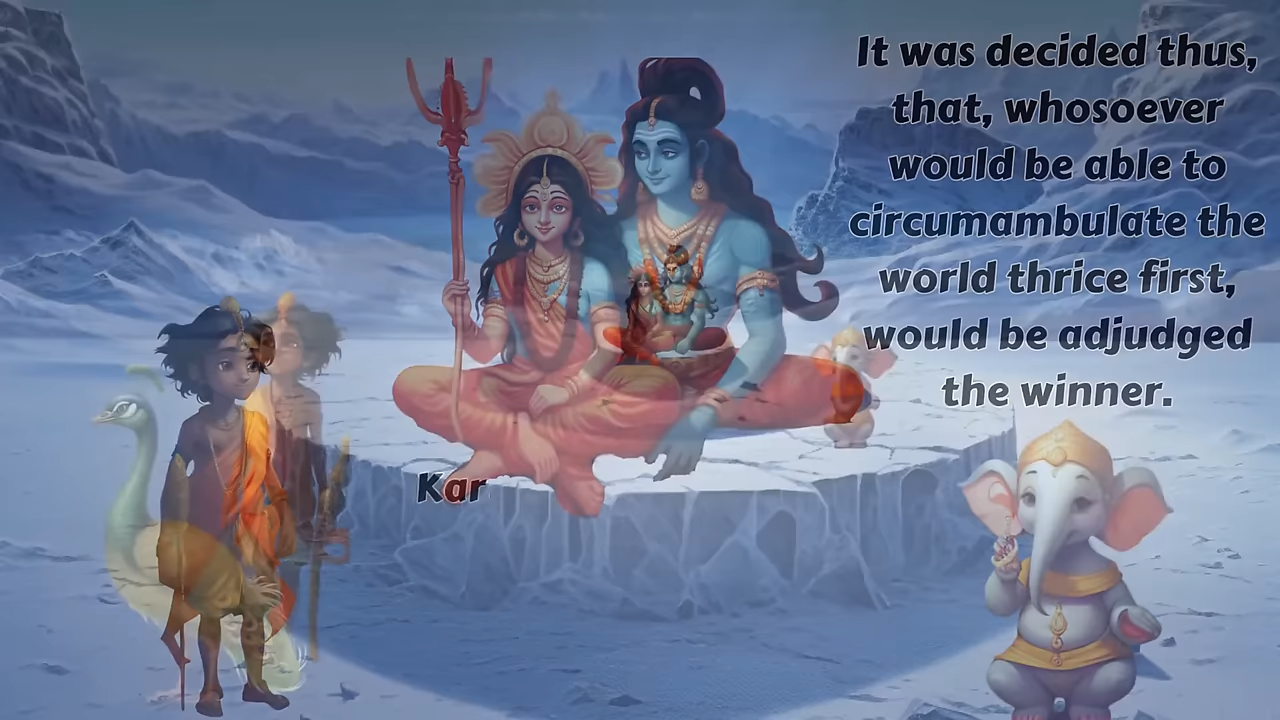 It was decided thus,
that, whosoever
would be able to
circumambulate the
world thrice first,
would be adjudged
the winner.
Kar